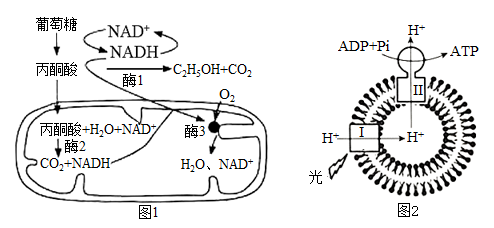 葡萄糖
NAD⁺
NADH
丙酮酸
酶1
C₂H₅OH+CO₂
O₂
丙酮酸+H₂O+NAD⁺
酶2
酶3
CO₂+NADH
H₂O、NAD⁺
图1
H⁺
ADP+Pi
ATP
II
I
H⁺
H⁺
光
图2